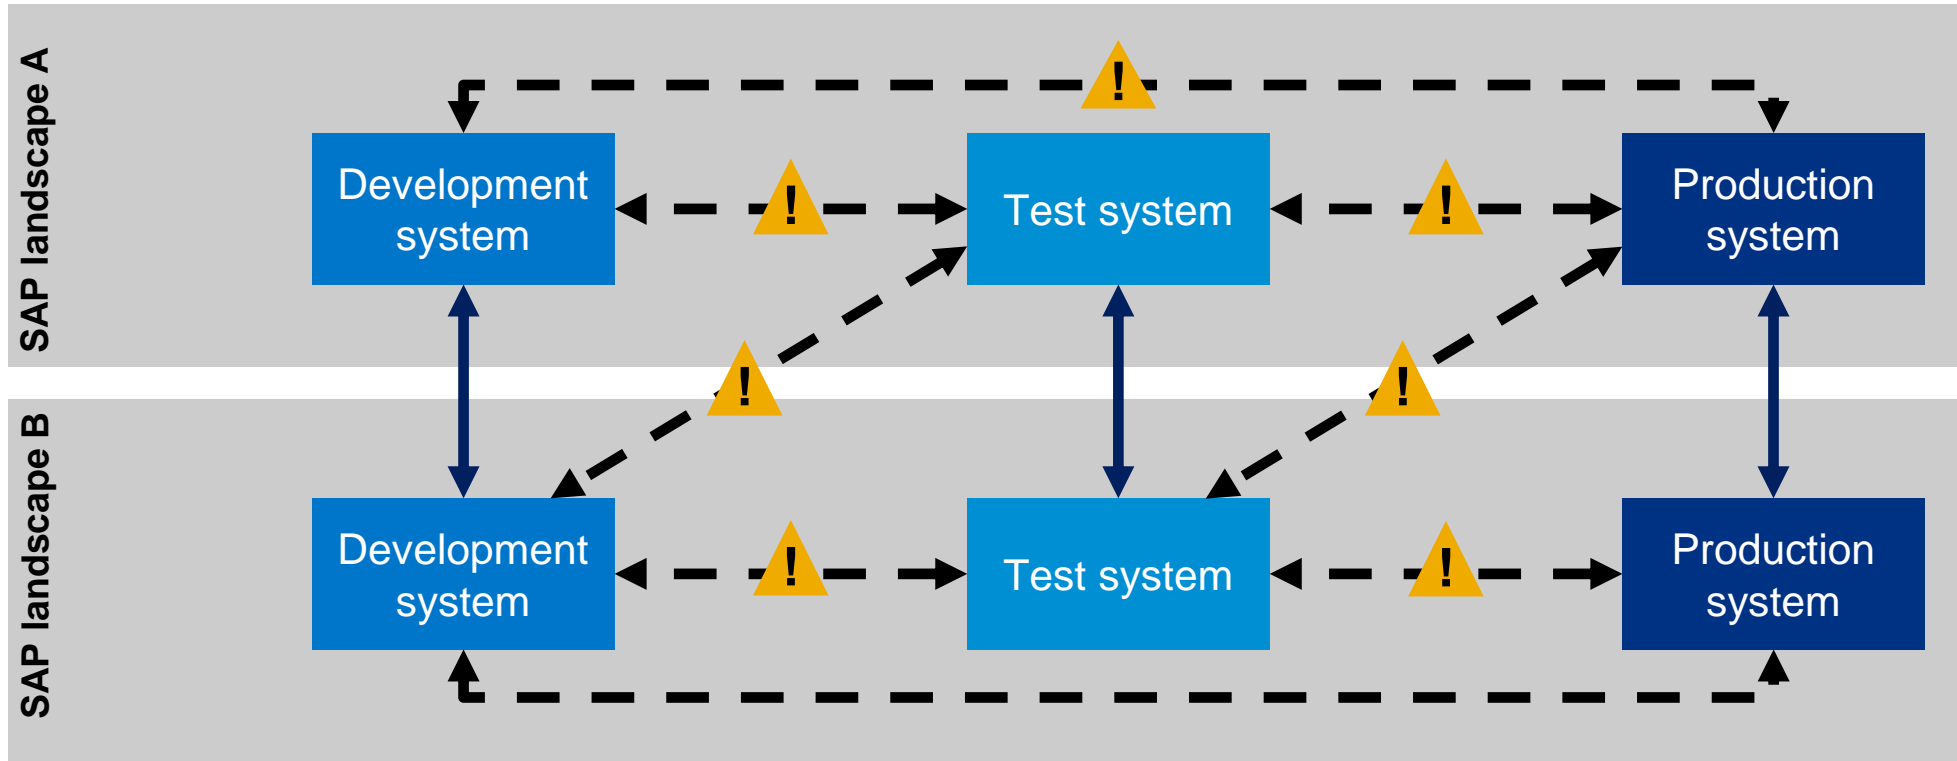 SAP landscape A
!
Development
system
!
Test system
!
Production
system
!
!
SAP landscape B
Development
system
!
Test system
!
Production
system